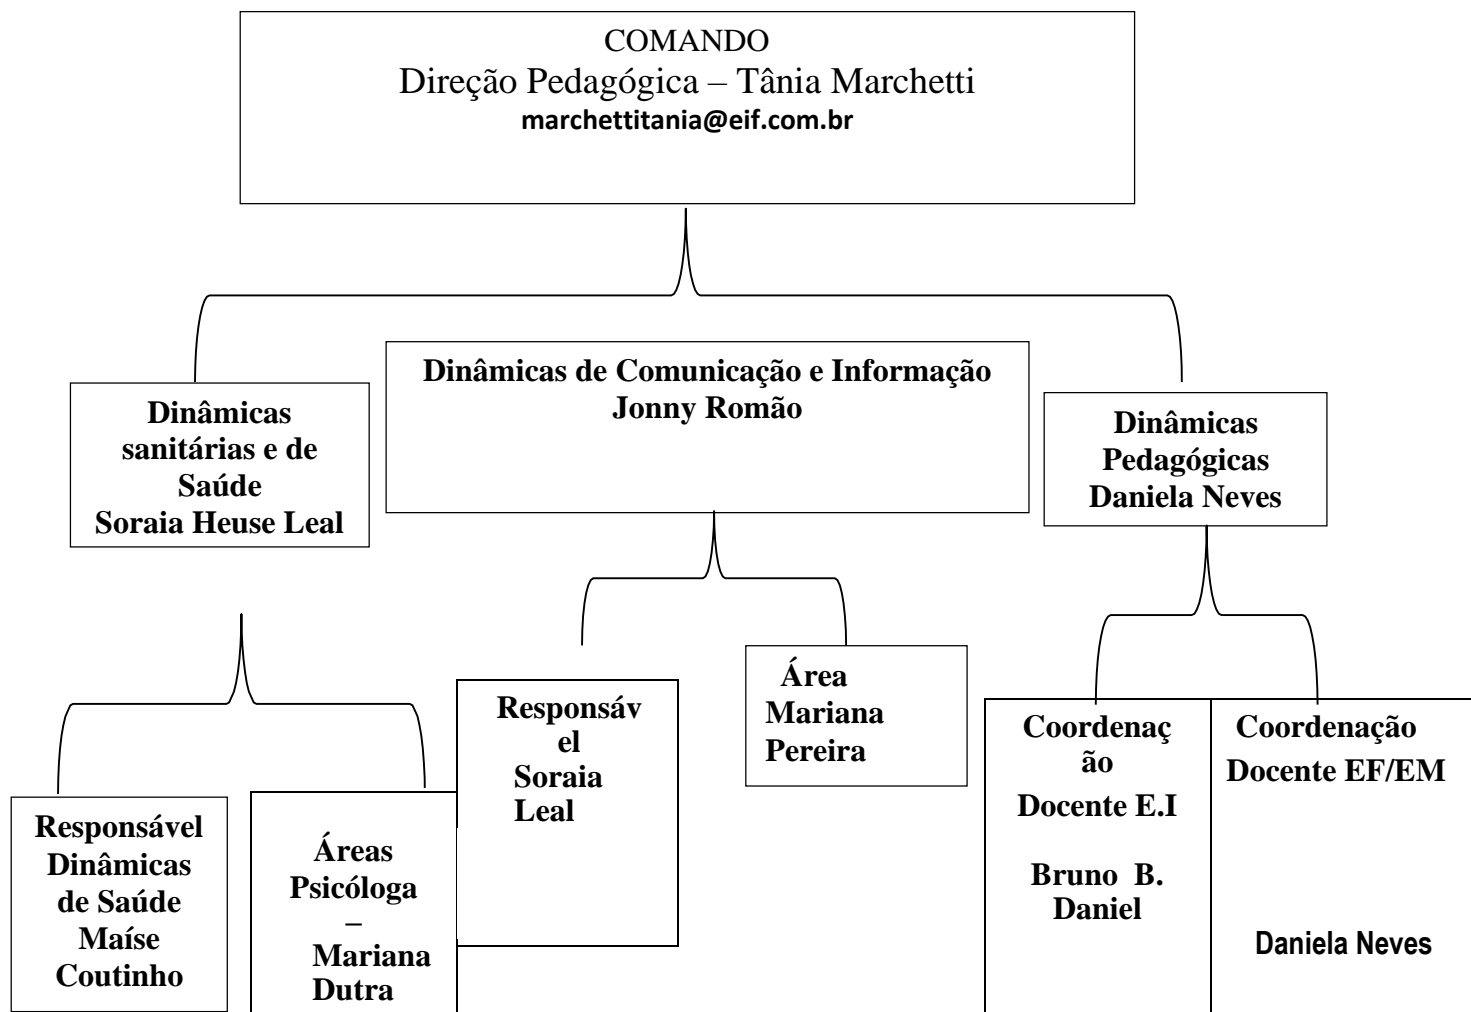 COMANDO
Direção Pedagógica – Tânia Marchetti
marchettitania@eif.com.br
Dinâmicas
sanitárias e de
Saúde
Soraia Heuse Leal
Dinâmicas de Comunicação e Informação
Jonny Romão
Dinâmicas
Pedagógicas
Daniela Neves
Responsável
Dinâmicas
de Saúde
Maíse
Coutinho
Áreas
Psicóloga
–
Mariana
Dutra
Responsáv
el
Soraia
Leal
Área
Mariana
Pereira
Coordenaç
ão
Docente E.I
Bruno B.
Daniel
Coordenação
Docente EF/EM
Daniela Neves